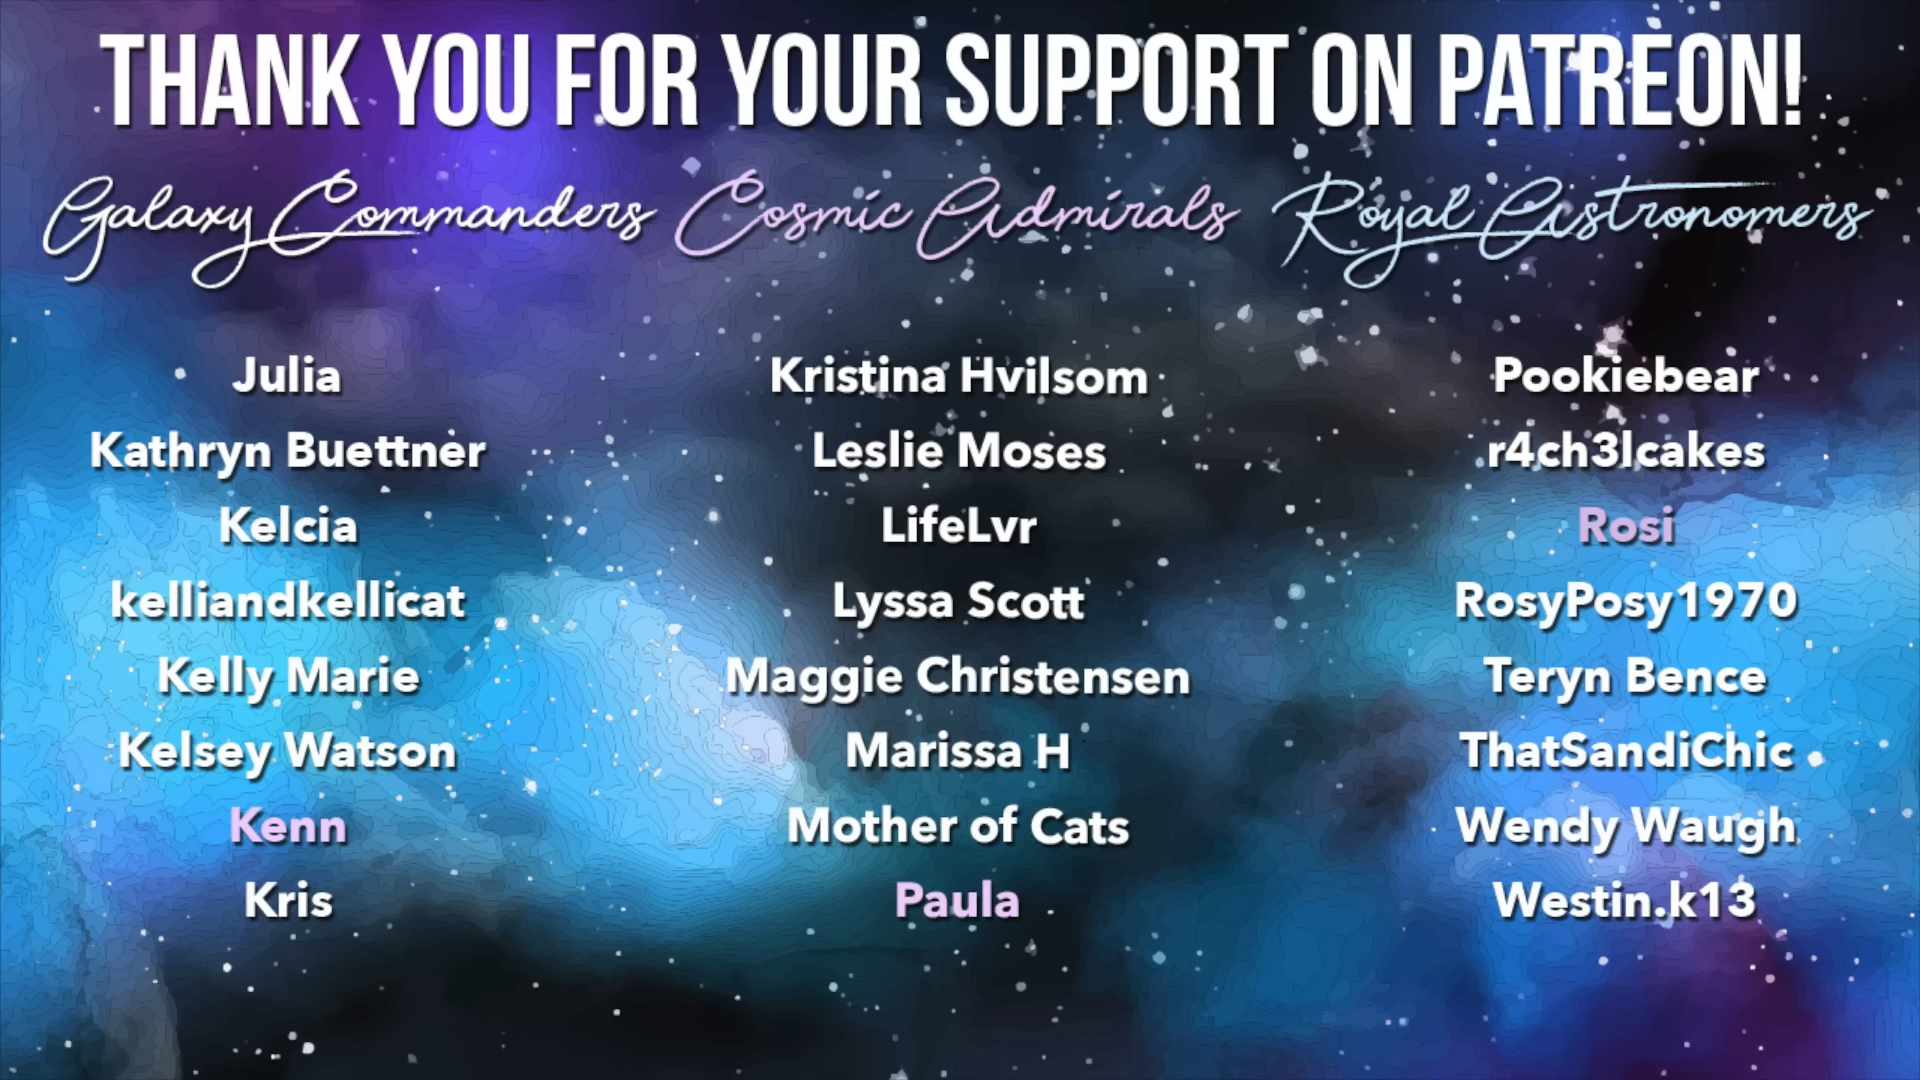 THANK YOU FOR YOUR SUPPORT ON PATREON!
Galaxy Commanders Cosmic Admirals Royal Astronomers
Julia Kristina Hvilsom Pookiebear
Kathryn Buettner Leslie Moses r4ch3lcakes
Kelcia LifeLvr Rosi
kelliandkellicat Lyssa Scott RosyPosy1970
Kelly Marie Maggie Christensen Teryn Bence
Kelsey Watson Marissa H ThatSandiChic
Kenn Mother of Cats Wendy Waugh
Kris Paula Westin.k13